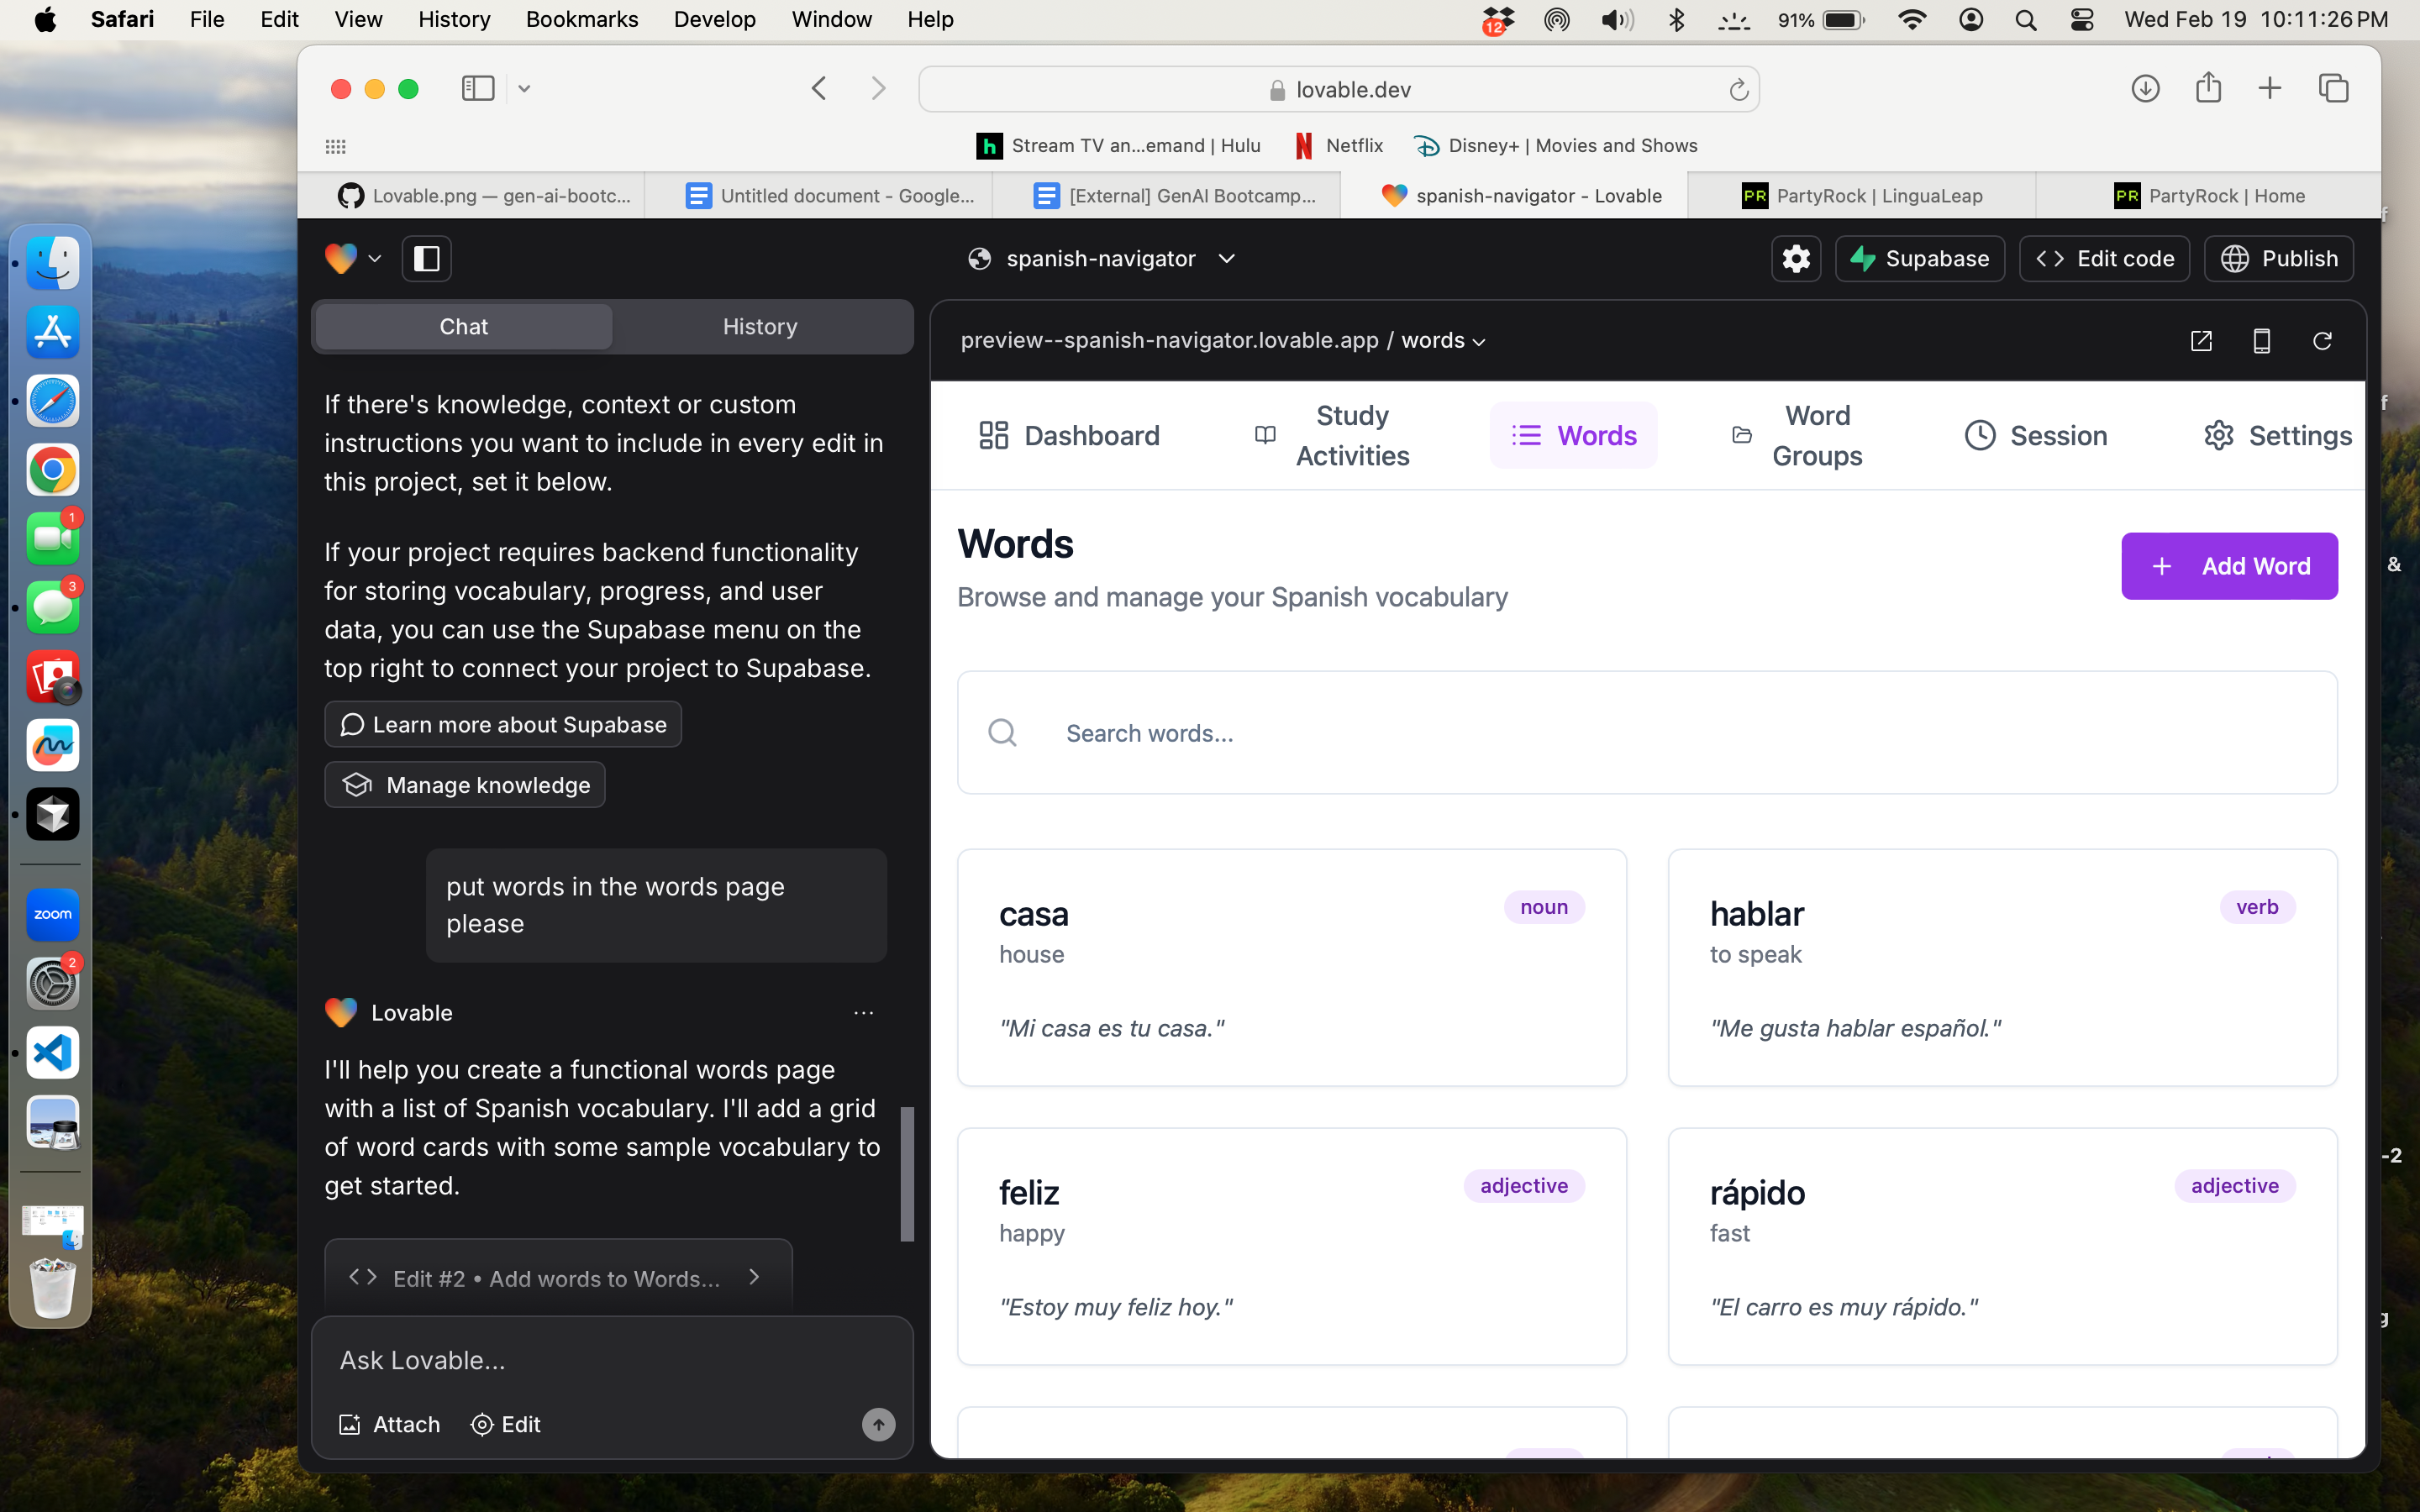 Safari File Edit View History Bookmarks Develop Window Help 12 91% Wed Feb 19 10:11:26 PM
lovable.dev
h Stream TV an...emand | Hulu N Netflix Disney+ | Movies and Shows
Lovable.png — gen-ai-bootc... Untitled document - Google... [External] GenAI Bootcamp... spanish-navigator - Lovable PR PartyRock | LinguaLeap PR PartyRock | Home
spanish-navigator Supabase Edit code Publish
Chat History
preview--spanish-navigator.lovable.app / words
If there's knowledge, context or custom
instructions you want to include in every edit in
this project, set it below.
If your project requires backend functionality
for storing vocabulary, progress, and user
data, you can use the Supabase menu on the
top right to connect your project to Supabase.
Learn more about Supabase
Manage knowledge
put words in the words page
please
Lovable
I'll help you create a functional words page
with a list of Spanish vocabulary. I'll add a grid
of word cards with some sample vocabulary to
get started.
Edit #2 • Add words to Words...
Ask Lovable...
Attach Edit
Dashboard
Study
Activities
Words
Word
Groups
Session
Settings
Words
Browse and manage your Spanish vocabulary
+ Add Word
Search words...
casa noun
house
"Mi casa es tu casa."
hablar verb
to speak
"Me gusta hablar español."
feliz adjective
happy
"Estoy muy feliz hoy."
rápido adjective
fast
"El carro es muy rápido."
1
3
zoom
2
f
f
&
-2
g